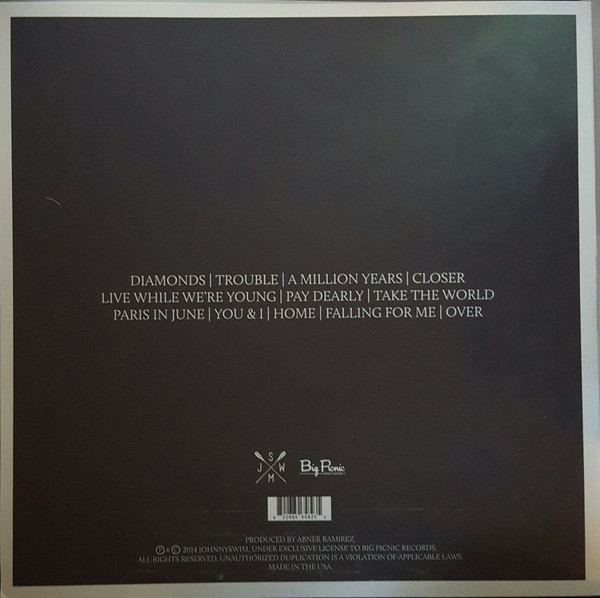 DIAMONDS | TROUBLE | A MILLION YEARS | CLOSER
LIVE WHILE WE'RE YOUNG | PAY DEARLY | TAKE THE WORLD
PARIS IN JUNE | YOU & I | HOME | FALLING FOR ME | OVER
S
J W
M
Big Picnic
PRODUCED BY ABNER RAMIREZ.
℗ & © 2014 JOHNNYSWIM, UNDER EXCLUSIVE LICENSE TO BIG PICNIC RECORDS,
ALL RIGHTS RESERVED. UNAUTHORIZED DUPLICATION IS A VIOLATION OF APPLICABLE LAWS.
MADE IN THE USA.